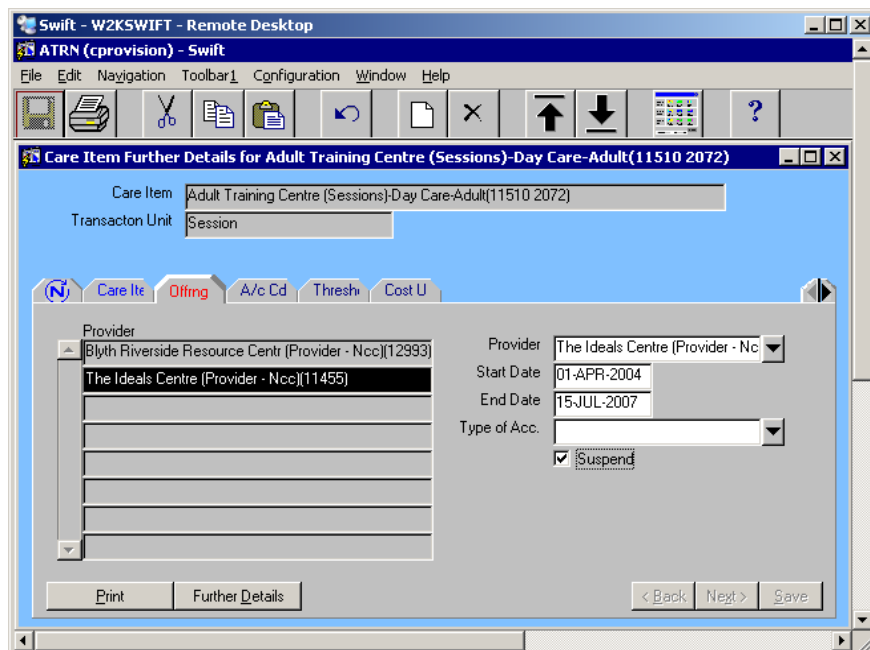 Swift - W2KSWIFT - Remote Desktop
ATRN (cprovision) - Swift
File Edit Navigation Toolbar1 Configuration Window Help
?
Care Item Further Details for Adult Training Centre (Sessions)-Day Care-Adult(11510 2072)
Care Item Adult Training Centre (Sessions)-Day Care-Adult(11510 2072)
Transacton Unit Session
N Care Ite Offrng A/c Cd Thresh Cost U
Provider
Blyth Riverside Resource Centr (Provider - Ncc)(12993)
The Ideals Centre (Provider - Ncc)(11455)
Provider The Ideals Centre (Provider - Nc
Start Date 01-APR-2004
End Date 15-JUL-2007
Type of Acc.
Suspend
Print Further Details < Back Next > Save